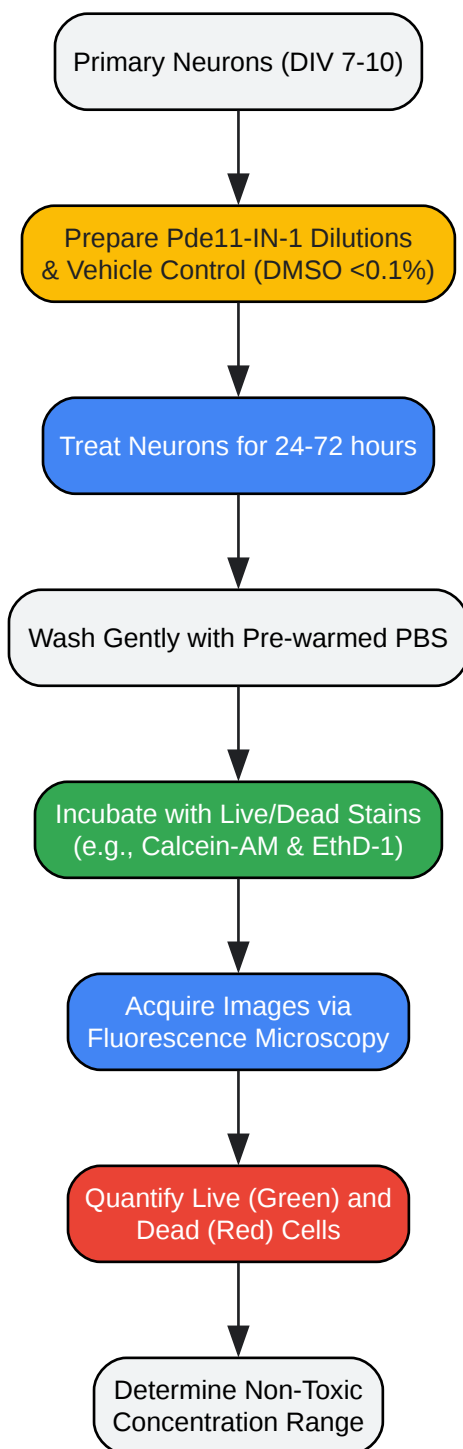 Primary Neurons (DIV 7-10)
Prepare Pde11-IN-1 Dilutions
& Vehicle Control (DMSO <0.1%)
Treat Neurons for 24-72 hours
Wash Gently with Pre-warmed PBS
Incubate with Live/Dead Stains
(e.g., Calcein-AM & EthD-1)
Acquire Images via
Fluorescence Microscopy
Quantify Live (Green) and
Dead (Red) Cells
Determine Non-Toxic
Concentration Range